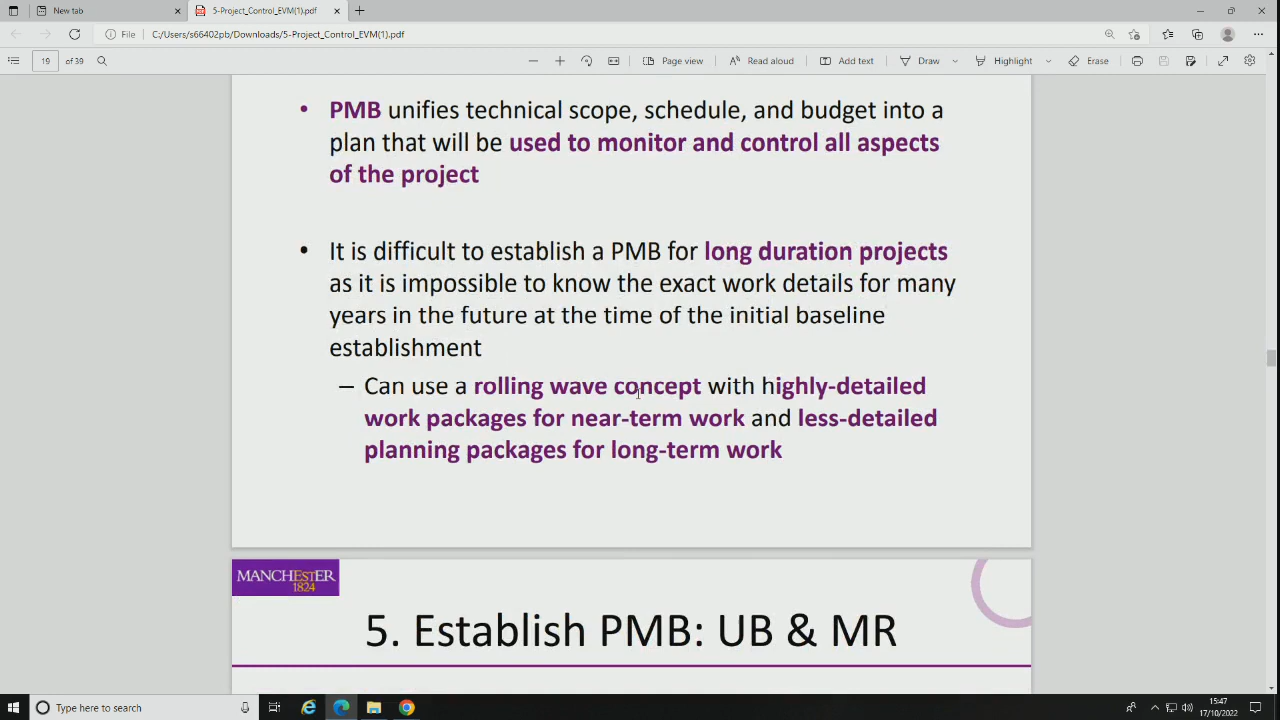 New tab
5-Project_Control_EVM(1).pdf
File
C:/Users/s66402pb/Downloads/5-Project_Control_EVM(1).pdf
19
of 39
Page view
Read aloud
Add text
Draw
Highlight
Erase
• PMB unifies technical scope, schedule, and budget into a
plan that will be used to monitor and control all aspects
of the project
• It is difficult to establish a PMB for long duration projects
as it is impossible to know the exact work details for many
years in the future at the time of the initial baseline
establishment
– Can use a rolling wave concept with highly-detailed
work packages for near-term work and less-detailed
planning packages for long-term work
MANCHESTER
1824
5. Establish PMB: UB & MR
Type here to search
15:47
17/10/2022